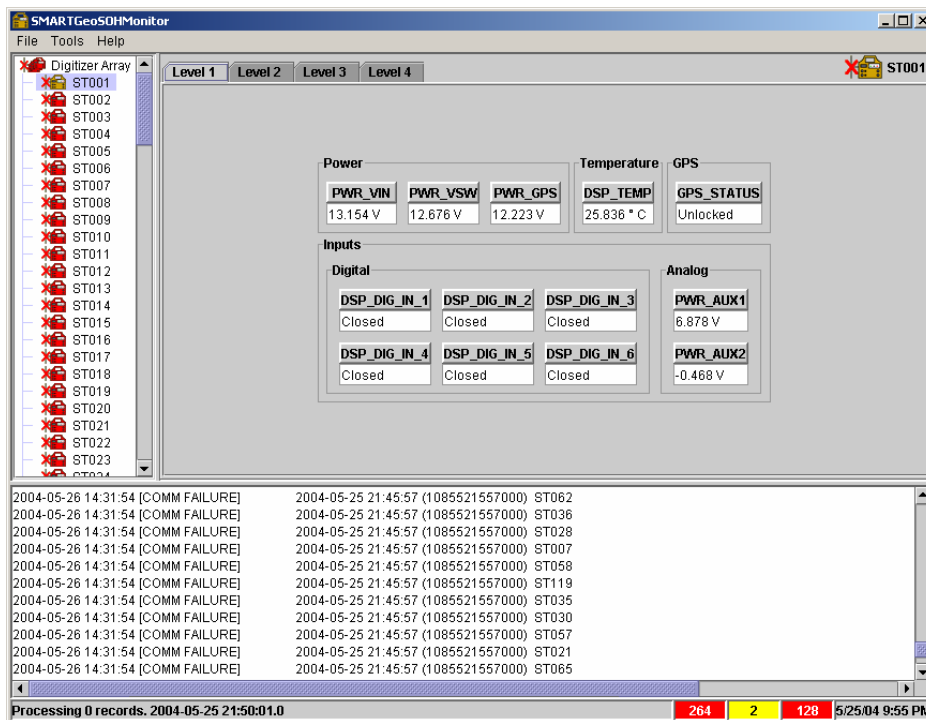 SMARTGeoSOHMonitor
File Tools Help
Digitizer Array
ST001
ST002
ST003
ST004
ST005
ST006
ST007
ST008
ST009
ST010
ST011
ST012
ST013
ST014
ST015
ST016
ST017
ST018
ST019
ST020
ST021
ST022
ST023
Level 1 Level 2 Level 3 Level 4
ST001
Power
PWR_VIN PWR_VSW PWR_GPS
13.154 V 12.676 V 12.223 V
Temperature
DSP_TEMP
25.836 ° C
GPS
GPS_STATUS
Unlocked
Inputs
Digital
DSP_DIG_IN_1 DSP_DIG_IN_2 DSP_DIG_IN_3
Closed Closed Closed
DSP_DIG_IN_4 DSP_DIG_IN_5 DSP_DIG_IN_6
Closed Closed Closed
Analog
PWR_AUX1
6.878 V
PWR_AUX2
-0.468 V
2004-05-26 14:31:54 [COMM FAILURE] 2004-05-25 21:45:57 (1085521557000) ST062
2004-05-26 14:31:54 [COMM FAILURE] 2004-05-25 21:45:57 (1085521557000) ST036
2004-05-26 14:31:54 [COMM FAILURE] 2004-05-25 21:45:57 (1085521557000) ST028
2004-05-26 14:31:54 [COMM FAILURE] 2004-05-25 21:45:57 (1085521557000) ST007
2004-05-26 14:31:54 [COMM FAILURE] 2004-05-25 21:45:57 (1085521557000) ST058
2004-05-26 14:31:54 [COMM FAILURE] 2004-05-25 21:45:57 (1085521557000) ST119
2004-05-26 14:31:54 [COMM FAILURE] 2004-05-25 21:45:57 (1085521557000) ST035
2004-05-26 14:31:54 [COMM FAILURE] 2004-05-25 21:45:57 (1085521557000) ST030
2004-05-26 14:31:54 [COMM FAILURE] 2004-05-25 21:45:57 (1085521557000) ST057
2004-05-26 14:31:54 [COMM FAILURE] 2004-05-25 21:45:57 (1085521557000) ST021
2004-05-26 14:31:54 [COMM FAILURE] 2004-05-25 21:45:57 (1085521557000) ST065
Processing 0 records. 2004-05-25 21:50:01.0 264 2 128 5/25/04 9:55 PM